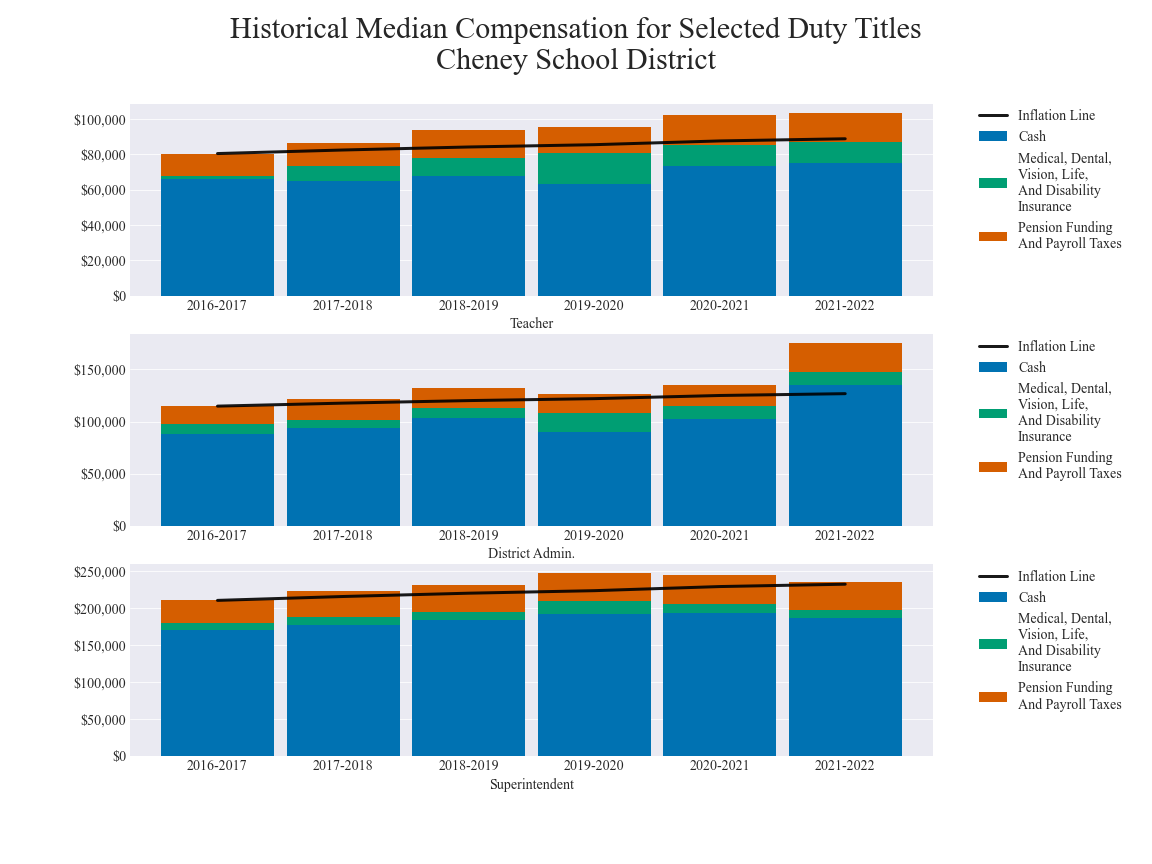 Historical Median Compensation for Selected Duty Titles
Cheney School District
$100,000
$80,000
$60,000
$40,000
$20,000
$0
2016-2017 2017-2018 2018-2019 2019-2020 2020-2021 2021-2022
Teacher
Inflation Line
Cash
Medical, Dental,
Vision, Life,
And Disability
Insurance
Pension Funding
And Payroll Taxes
$150,000
$100,000
$50,000
$0
2016-2017 2017-2018 2018-2019 2019-2020 2020-2021 2021-2022
District Admin.
Inflation Line
Cash
Medical, Dental,
Vision, Life,
And Disability
Insurance
Pension Funding
And Payroll Taxes
$250,000
$200,000
$150,000
$100,000
$50,000
$0
2016-2017 2017-2018 2018-2019 2019-2020 2020-2021 2021-2022
Superintendent
Inflation Line
Cash
Medical, Dental,
Vision, Life,
And Disability
Insurance
Pension Funding
And Payroll Taxes